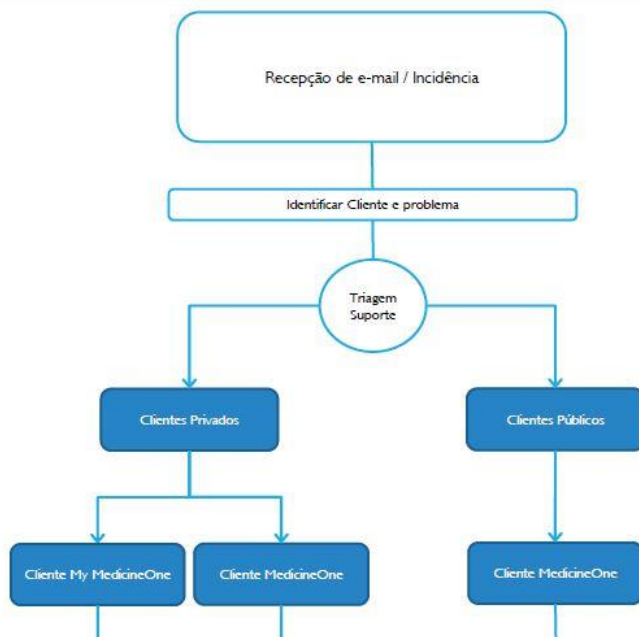 Recepção de e-mail / Incidência
Identificar Cliente e problema
Triagem
Suporte
Clientes Privados
Clientes Públicos
Cliente My MedicineOne
Cliente MedicineOne
Cliente MedicineOne